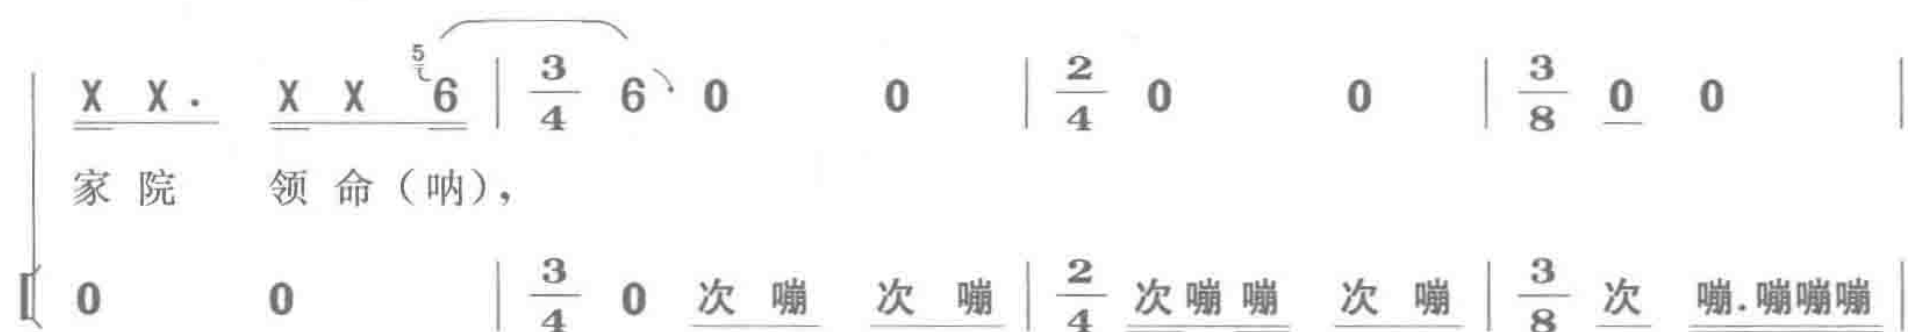 X X . X X 5 6 | 3/4 6 0 0 | 2/4 0 0 | 3/8 0 0 |
家 院 领 命（呐），
0 0 | 3/4 0 次 嘣 次 嘣 | 2/4 次 嘣 嘣 次 嘣 | 3/8 次 嘣.嘣嘣嘣 |